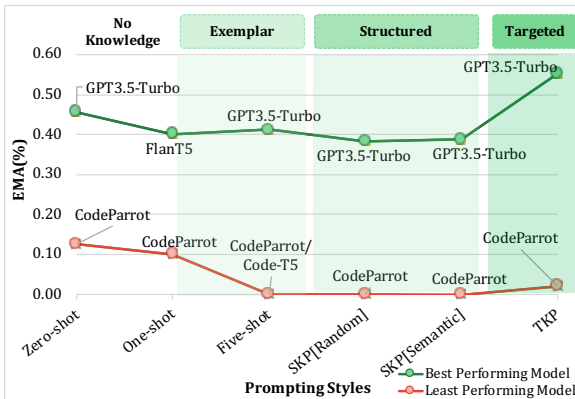 No
Knowledge
Exemplar
Structured
Targeted
EMA(%)
0.60
0.50
0.40
0.30
0.20
0.10
0.00
GPT3.5-Turbo
FlanT5
GPT3.5-Turbo
GPT3.5-Turbo
GPT3.5-Turbo
GPT3.5-Turbo
CodeParrot
CodeParrot
CodeParrot/
Code-T5
CodeParrot
CodeParrot
CodeParrot
Zero-shot
One-shot
Five-shot
SKP[Random]
SKP[Semantic]
TKP
Prompting Styles
Best Performing Model
Least Performing Model